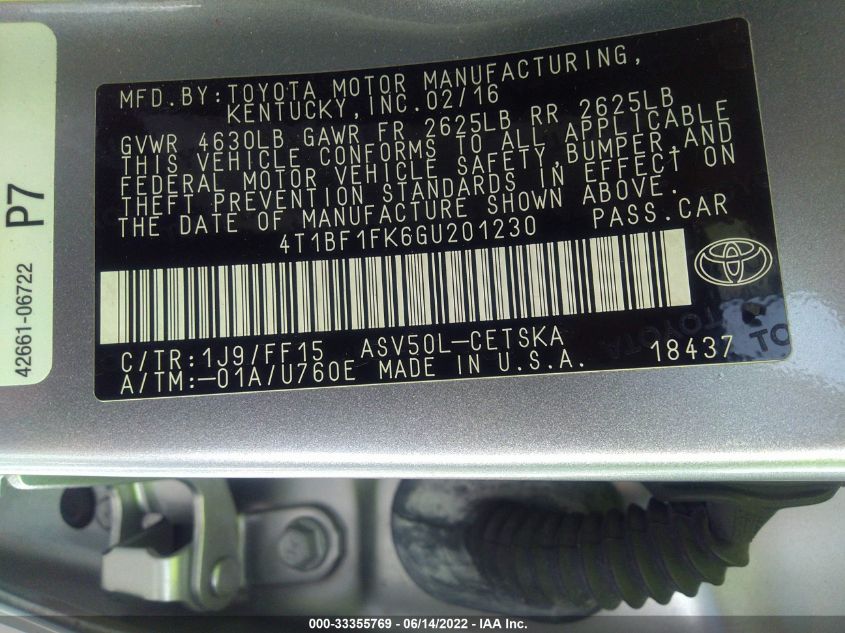 MFD.BY:TOYOTA MOTOR MANUFACTURING,
KENTUCKY,INC.02/16
GVWR 4630LB GAWR FR 2625LB RR 2625LB
THIS VEHICLE CONFORMS TO ALL APPLICABLE
FEDERAL MOTOR VEHICLE SAFETY,BUMPER,AND
THEFT PREVENTION STANDARDS IN EFFECT ON
THE DATE OF MANUFACTURE SHOWN ABOVE.
4T1BF1FK6GU201230 PASS.CAR
C/TR:1J9/FF15 ASV50L-CETSKA
A/TM:-01A/U760E MADE IN U.S.A. 18437
TOYOTA
P7
42661-06722
000-33355769 - 06/14/2022 - IAA Inc.